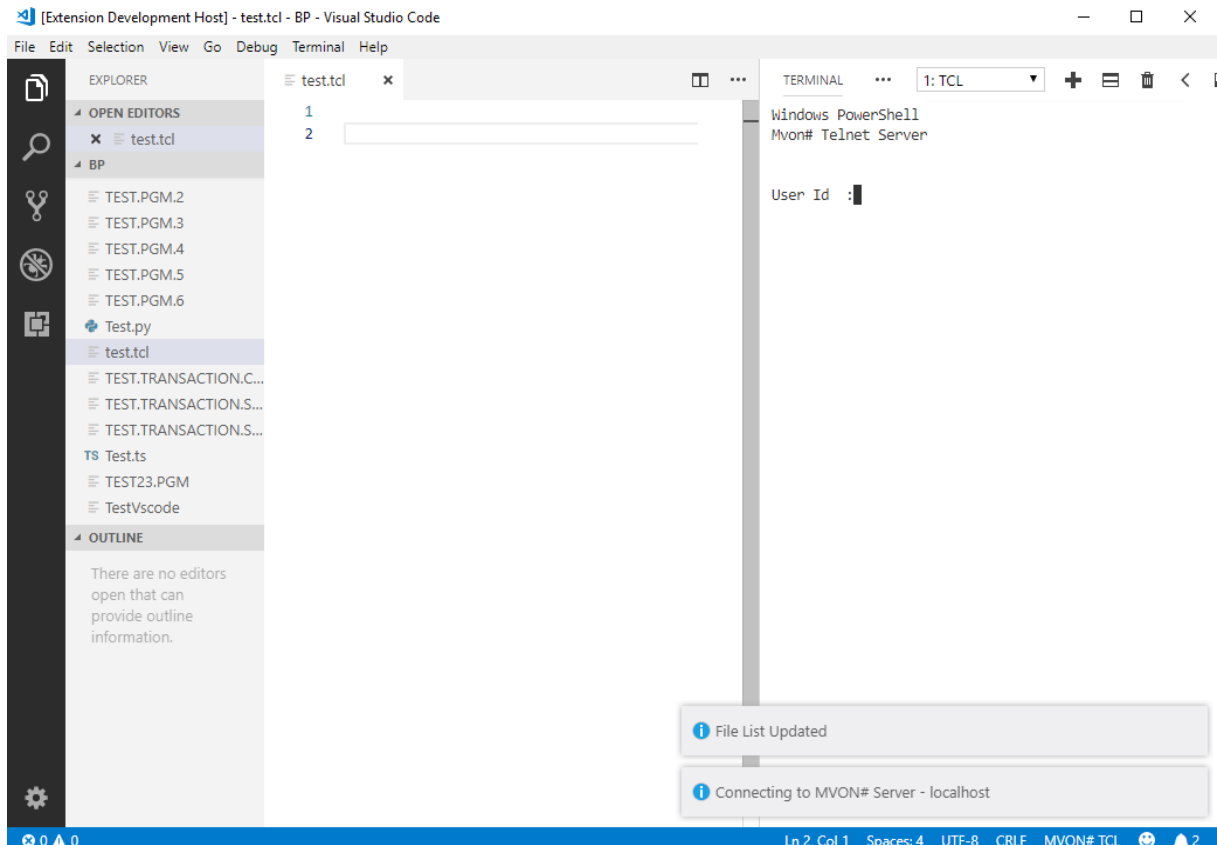 [Extension Development Host] - test.tcl - BP - Visual Studio Code
File Edit Selection View Go Debug Terminal Help
EXPLORER
OPEN EDITORS
test.tcl
BP
TEST.PGM.2
TEST.PGM.3
TEST.PGM.4
TEST.PGM.5
TEST.PGM.6
Test.py
test.tcl
TEST.TRANSACTION.C...
TEST.TRANSACTION.S...
TEST.TRANSACTION.S...
TS Test.ts
TEST23.PGM
TestVscode
OUTLINE
There are no editors
open that can
provide outline
information.
test.tcl
1
2
TERMINAL ... 1: TCL
Windows PowerShell
Mvon# Telnet Server
User Id :
File List Updated
Connecting to MVON# Server - localhost
0 0 Ln 2, Col 1 Spaces: 4 UTF-8 CRLF MVON# TCL 2